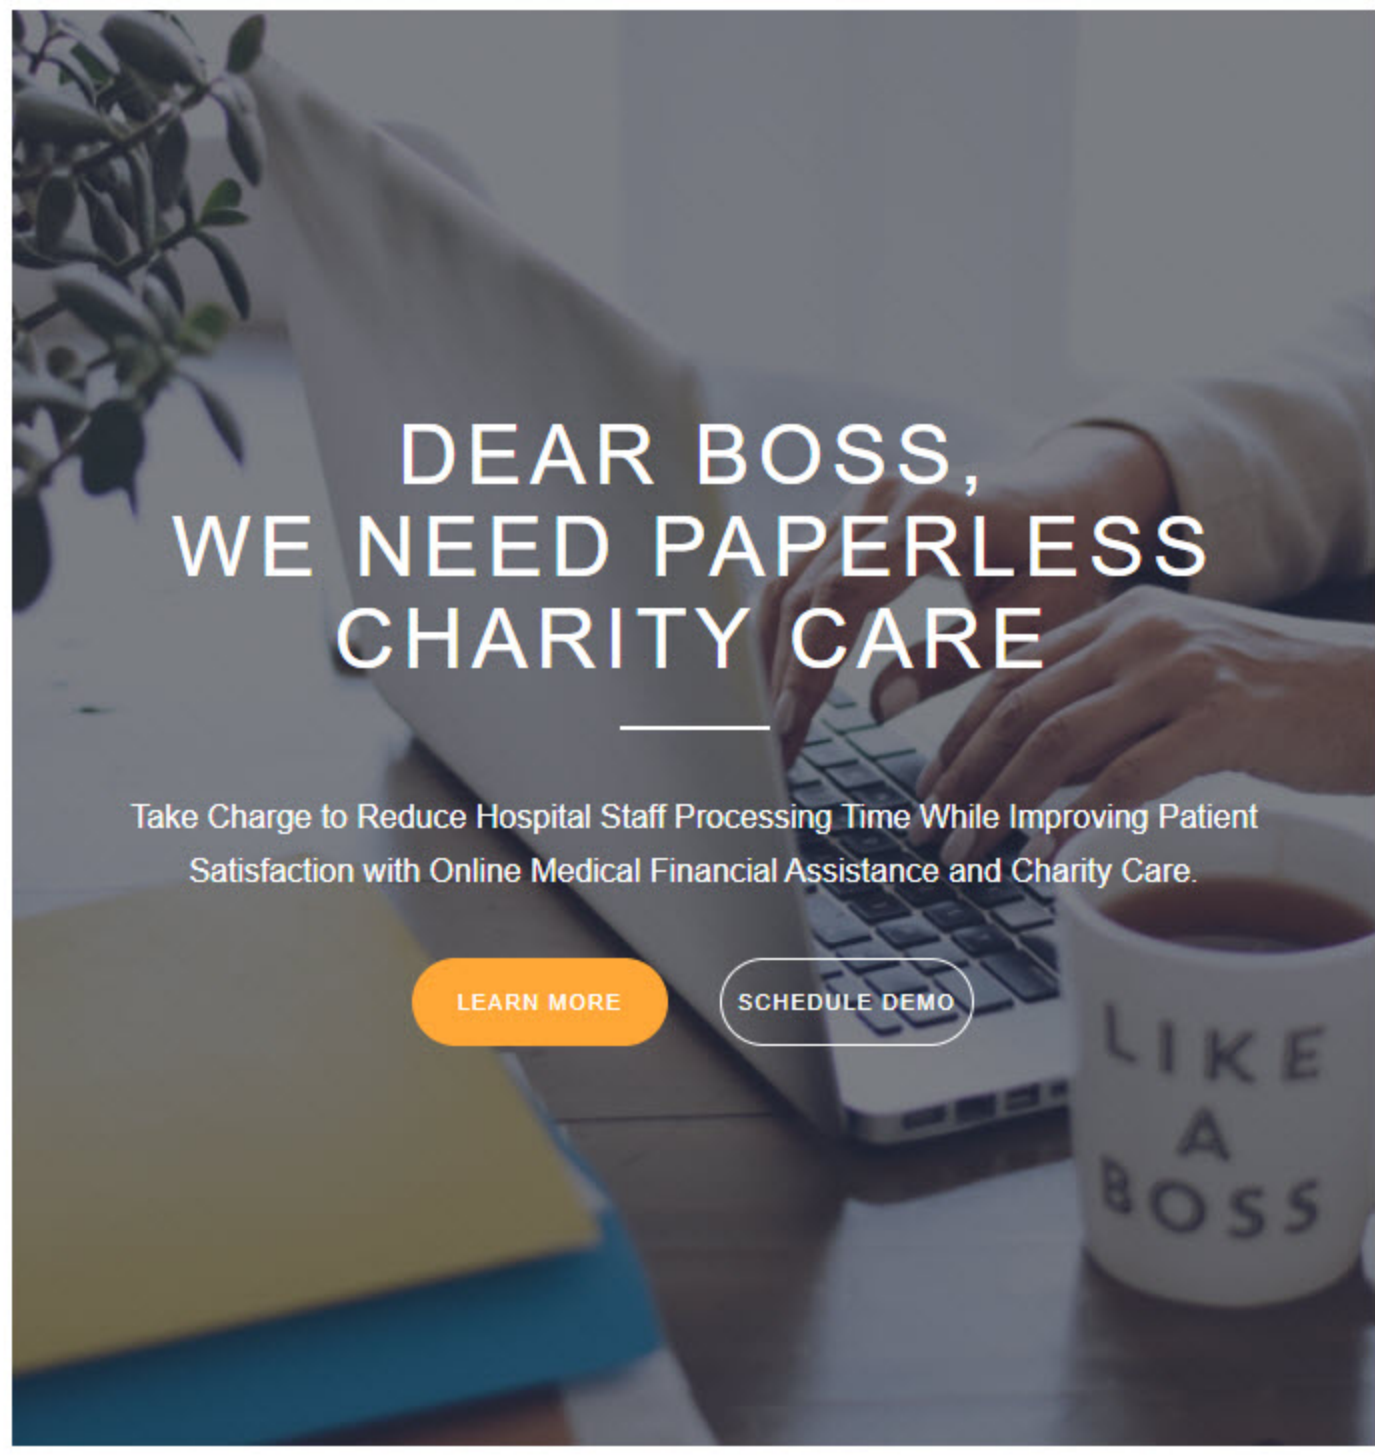 DEAR BOSS,
WE NEED PAPERLESS
CHARITY CARE
Take Charge to Reduce Hospital Staff Processing Time While Improving Patient
Satisfaction with Online Medical Financial Assistance and Charity Care.
LEARN MORE
SCHEDULE DEMO
LIKE
A
BOSS